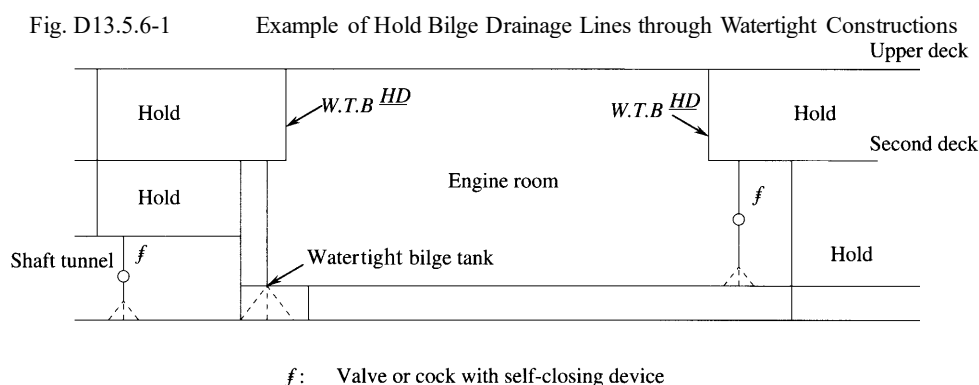 Fig. D13.5.6-1 Example of Hold Bilge Drainage Lines through Watertight Constructions
Upper deck
Hold
W.T.B HD
W.T.B HD
Hold
Second deck
Hold
Engine room
Shaft tunnel
Watertight bilge tank
Hold
: Valve or cock with self-closing device